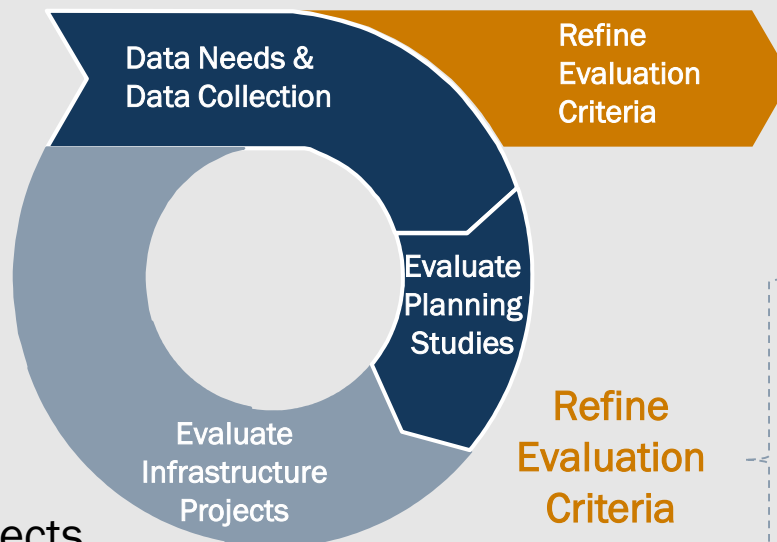 Data Needs &
Data Collection
Refine
Evaluation
Criteria
Evaluate
Planning
Studies
Refine
Evaluation
Criteria
Evaluate
Infrastructure
Projects